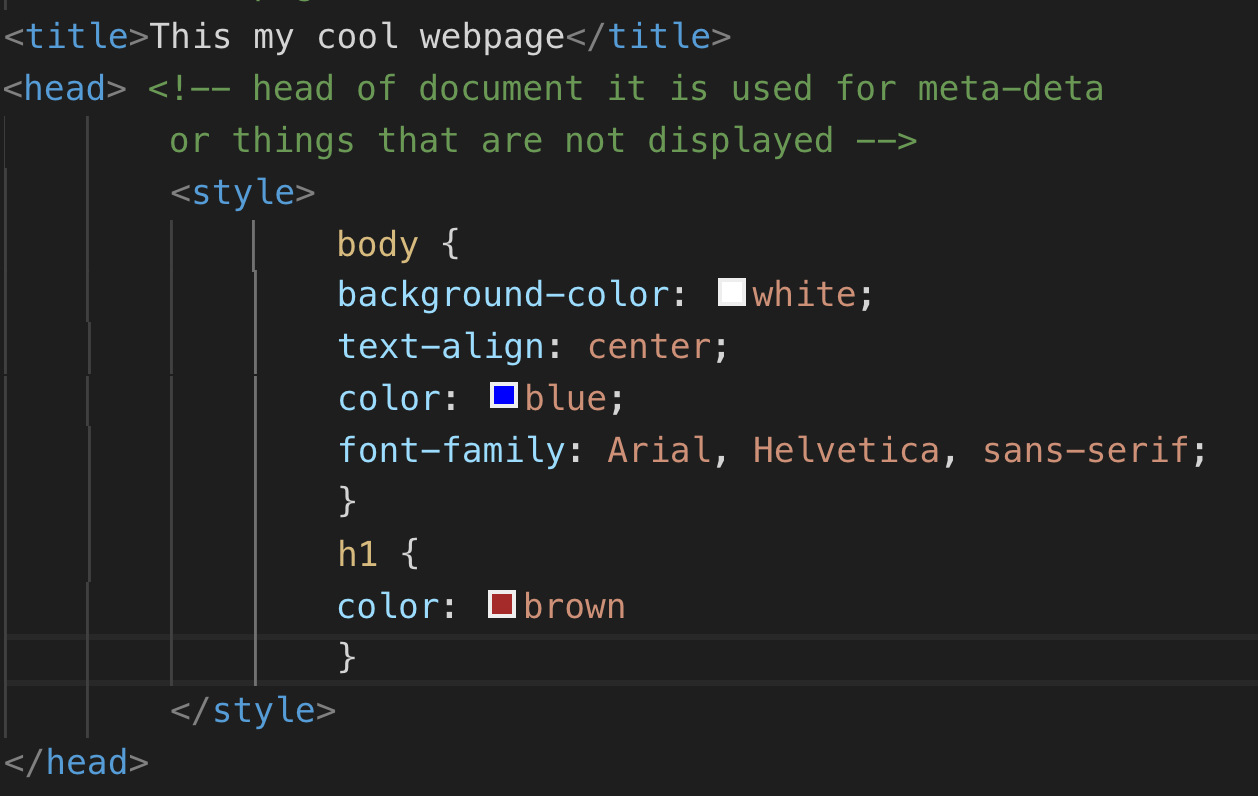 <title>This my cool webpage</title>
<head> <!-- head of document it is used for meta-deta
or things that are not displayed -->
<style>
body {
background-color: white;
text-align: center;
color: blue;
font-family: Arial, Helvetica, sans-serif;
}
h1 {
color: brown
}
</style>
</head>